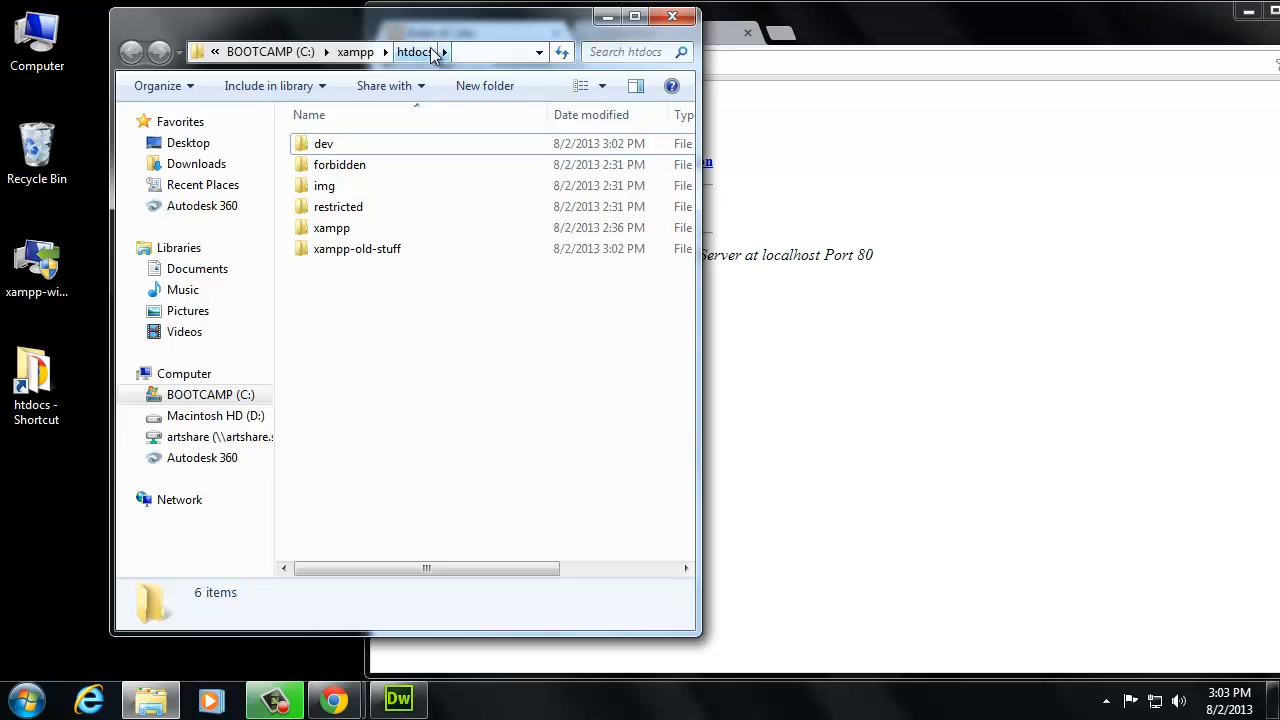 Computer
Recycle Bin
xampp-wi...
htdocs -
Shortcut
« BOOTCAMP (C:) xampp htdocs
Search htdocs
Organize Include in library Share with New folder
Favorites
Desktop
Downloads
Recent Places
Autodesk 360
Libraries
Documents
Music
Pictures
Videos
Computer
BOOTCAMP (C:)
Macintosh HD (D:)
artshare (\\artshare.s
Autodesk 360
Network
Name Date modified Typ
dev 8/2/2013 3:02 PM File
forbidden 8/2/2013 2:31 PM File
img 8/2/2013 2:31 PM File
restricted 8/2/2013 2:31 PM File
xampp 8/2/2013 2:36 PM File
xampp-old-stuff 8/2/2013 3:02 PM File
6 items
on
Server at localhost Port 80
Dw
3:03 PM
8/2/2013